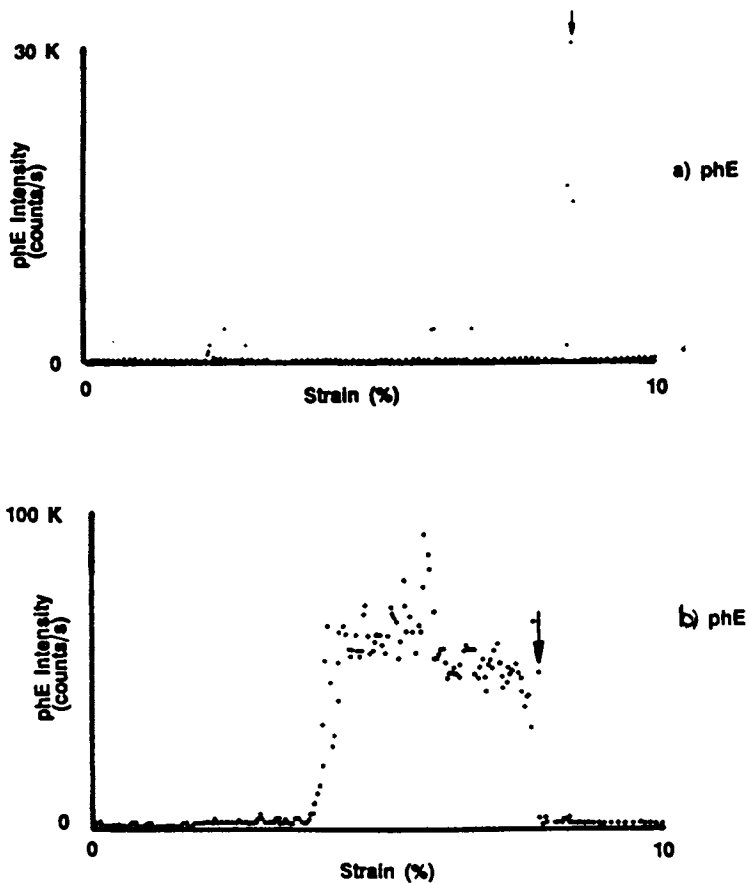 30 K
phE Intensity
(counts/s)
a) phE
0
0
10
Strain (%)
100 K
phE Intensity
(counts/s)
b) phE
0
0
10
Strain (%)